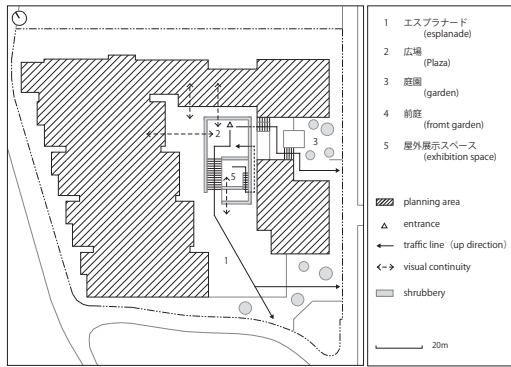 2
3
5
1
1 エスプラナード
(esplanade)
2 広場
(Plaza)
3 庭園
(garden)
4 前庭
(fromt garden)
5 屋外展示スペース
(exhibition space)
planning area
entrance
traffic line（up direction）
visual continuity
shrubbery
20m